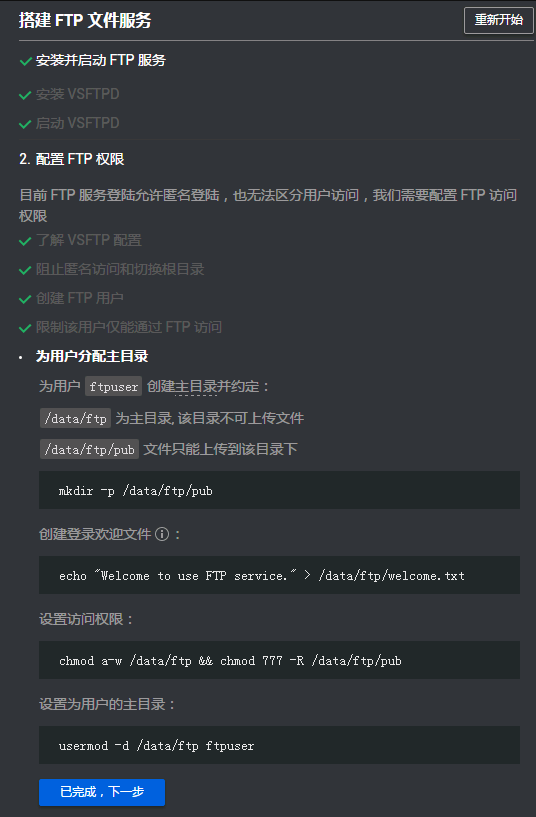 搭建 FTP 文件服务
重新开始
安装并启动 FTP 服务
安装 VSFTPD
启动 VSFTPD
2. 配置 FTP 权限
目前 FTP 服务登陆允许匿名登陆，也无法区分用户访问，我们需要配置 FTP 访问
权限
了解 VSFTP 配置
阻止匿名访问和切换根目录
创建 FTP 用户
限制该用户仅能通过 FTP 访问
为用户分配主目录
为用户 ftpuser 创建主目录并约定：
/data/ftp 为主目录, 该目录不可上传文件
/data/ftp/pub 文件只能上传到该目录下
mkdir -p /data/ftp/pub
创建登录欢迎文件 ⓘ：
echo "Welcome to use FTP service." > /data/ftp/welcome.txt
设置访问权限：
chmod a-w /data/ftp && chmod 777 -R /data/ftp/pub
设置为用户的主目录：
usermod -d /data/ftp ftpuser
已完成，下一步